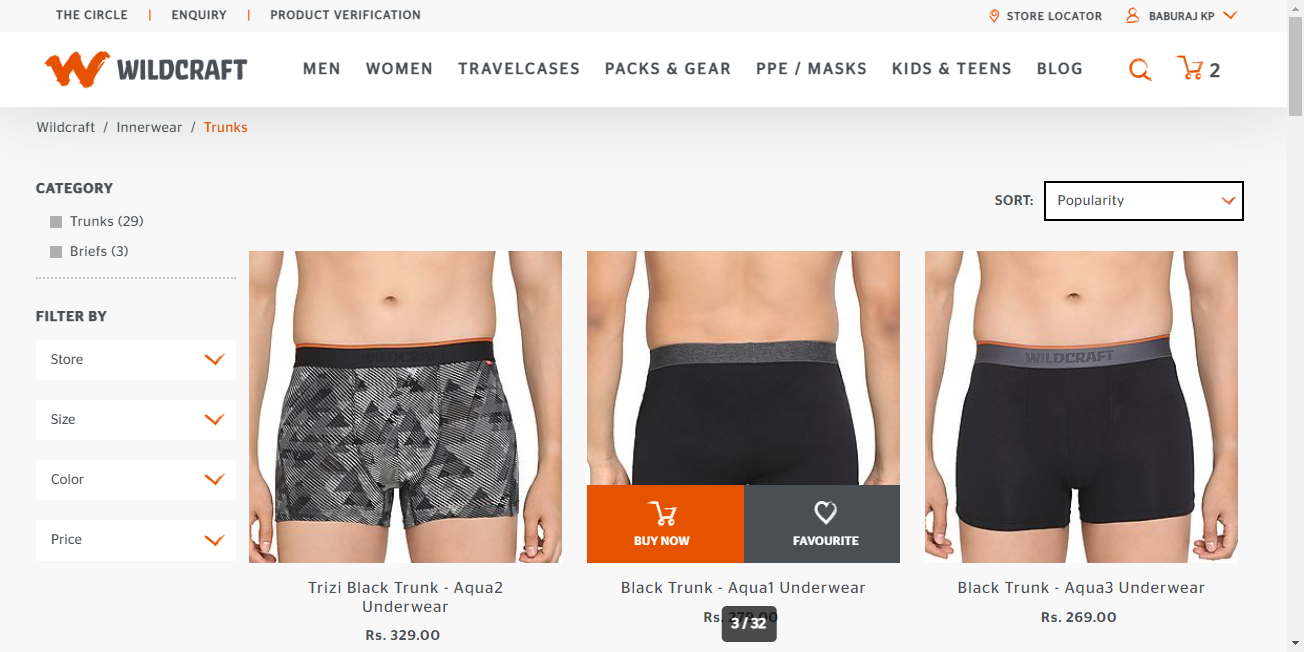 THE CIRCLE | ENQUIRY | PRODUCT VERIFICATION
STORE LOCATOR BABURAJ KP
WILDCRAFT MEN WOMEN TRAVELCASES PACKS & GEAR PPE / MASKS KIDS & TEENS BLOG 2
Wildcraft / Innerwear / Trunks
CATEGORY
Trunks (29)
Briefs (3)
SORT: Popularity
FILTER BY
Store
Size
Color
Price
WILDCRAFT
WILDCRAFT
BUY NOW
FAVOURITE
Trizi Black Trunk - Aqua2
Underwear
Rs. 329.00
Black Trunk - Aqua1 Underwear
Rs. 279.00
3 / 32
Black Trunk - Aqua3 Underwear
Rs. 269.00